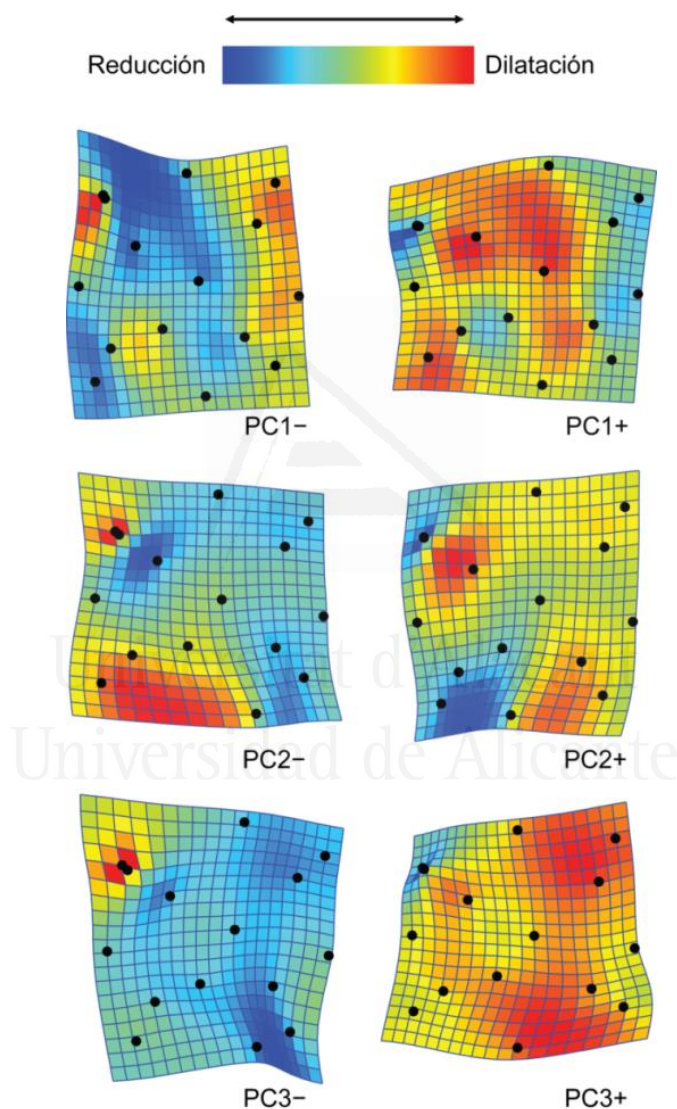 Reducción
Dilatación
PC1−
PC1+
PC2−
PC2+
Universitat d'Alacant
Universidad de Alicante
PC3−
PC3+